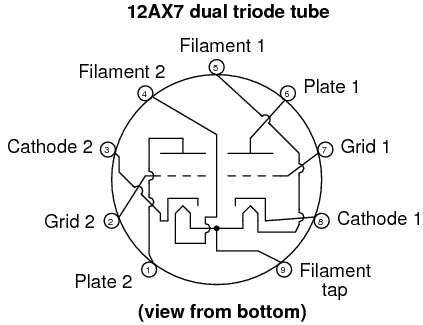 12AX7 dual triode tube
Filament 1
5
Filament 2
4
6
Plate 1
Cathode 2
3
7
Grid 1
Grid 2
2
8
Cathode 1
Plate 2
1
9
Filament
tap
(view from bottom)